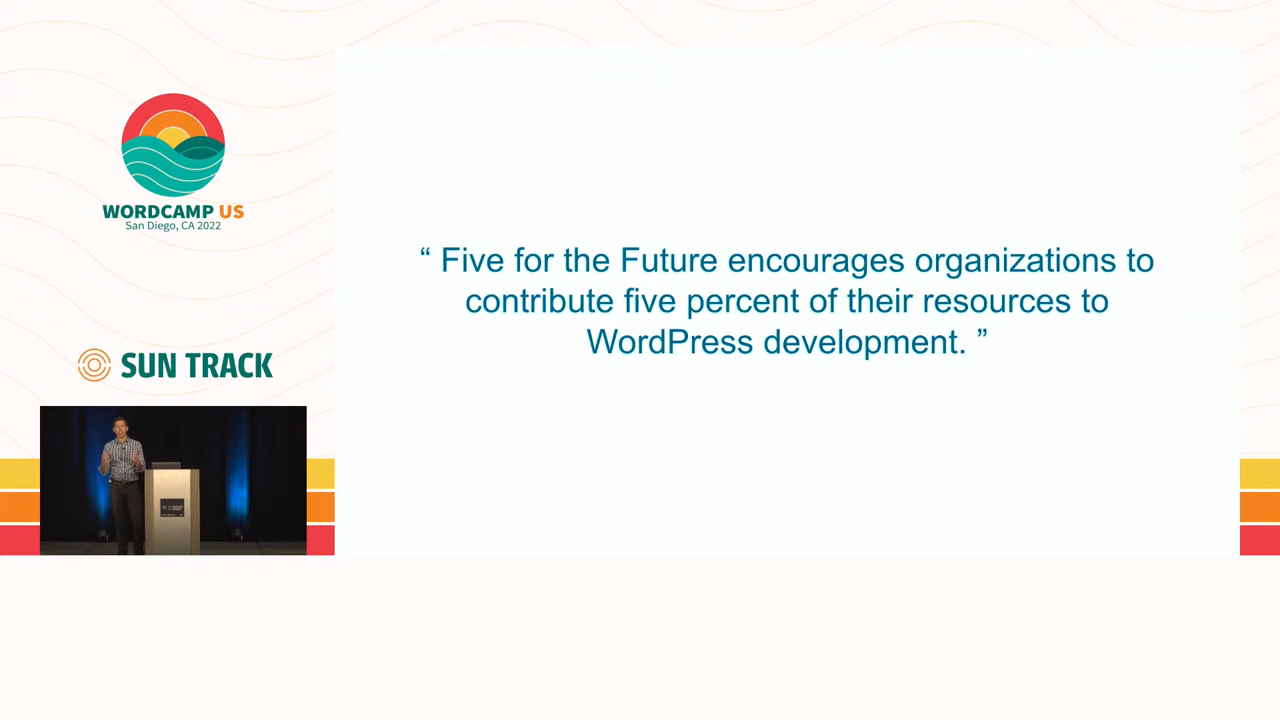 WORDCAMP US
San Diego, CA 2022
SUN TRACK
“ Five for the Future encourages organizations to
contribute five percent of their resources to
WordPress development. ”